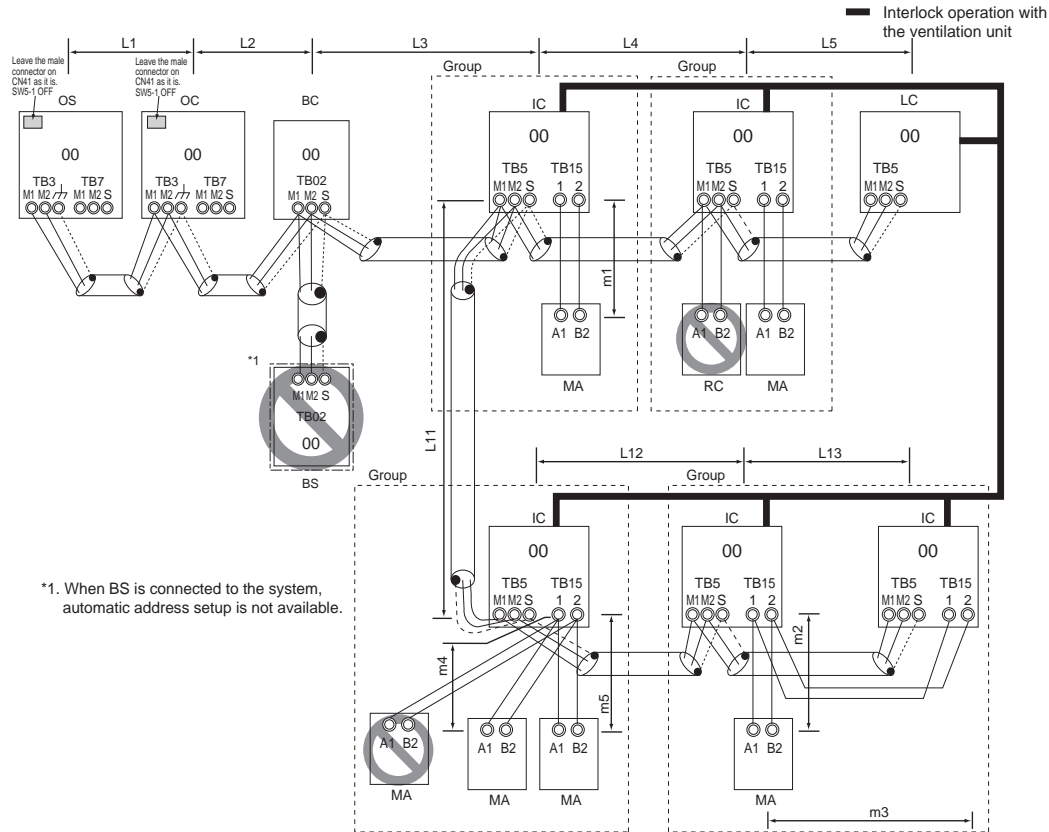 Interlock operation with
the ventilation unit
L1 L2 L3 L4 L5
Leave the male
connector on
CN41 as it is.
SW5-1 OFF
Leave the male
connector on
CN41 as it is.
SW5-1 OFF
Group Group
OS OC BC IC IC LC
00 00 00 00 00 00
TB3 TB7 TB3 TB7 TB02 TB5 TB15 TB5 TB15 TB5
M1 M2 M1 M2 S M1 M2 M1 M2 S M1 M2 S M1 M2 S 1 2 M1 M2 S 1 2 M1 M2 S
m1
A1 B2 A1 B2 A1 B2
MA RC MA
*1
M1 M2 S
TB02
00
BS
L11
L12 L13
Group Group
IC IC IC
00 00 00
TB5 TB15 TB5 TB15 TB5 TB15
M1 M2 S 1 2 M1 M2 S 1 2 M1 M2 S 1 2
*1. When BS is connected to the system,
automatic address setup is not available.
m4 m5 m2
A1 B2 A1 B2 A1 B2 A1 B2
MA MA MA MA
m3